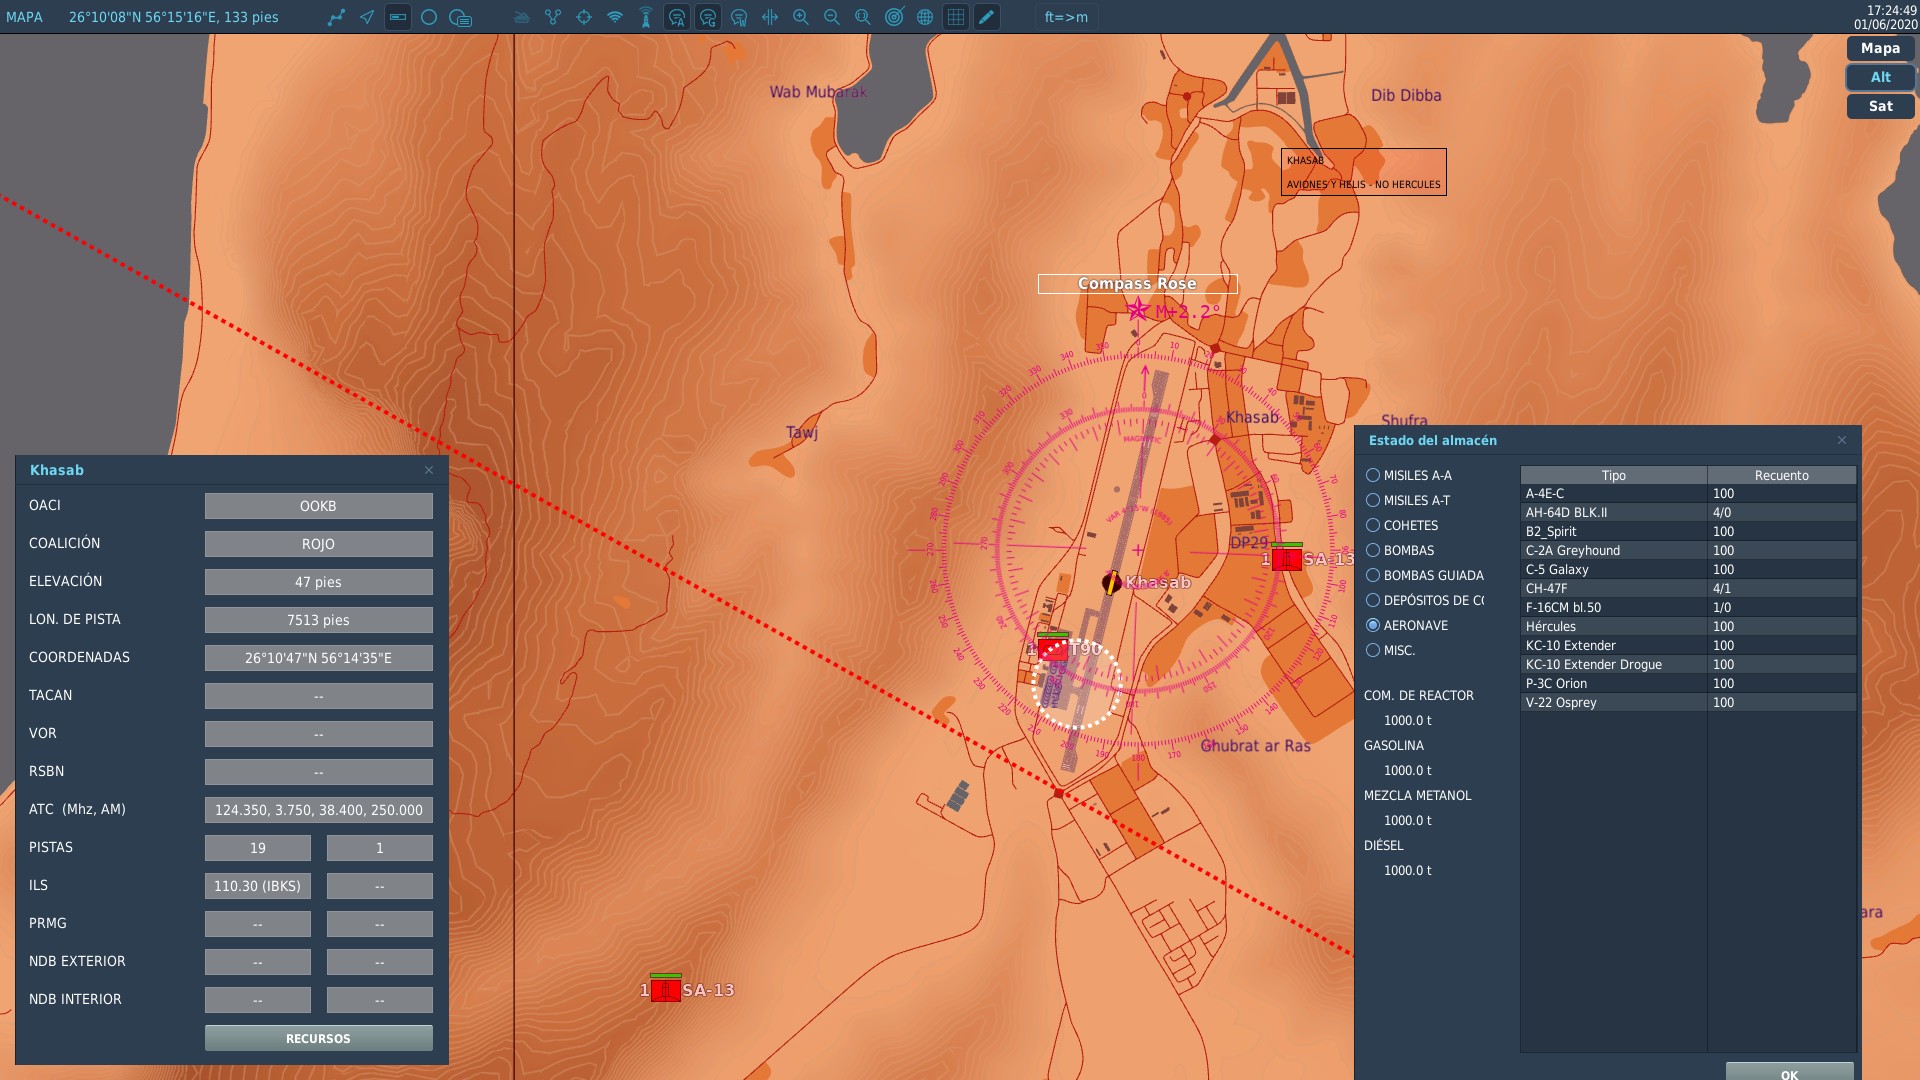 MAPA 26°10'08"N 56°15'16"E, 133 pies
ft=>m
17:24:49
01/06/2020
Mapa
Alt
Sat
Wab Mubarak
Dib Dibba
KHASAB
AVIONES Y HELIS - NO HERCULES
Compass Rose
M+2.2°
MAGNETIC
VAR 4°15'W (1985)
Khasab
Shufra
Tawj
DP29
1 SA-13
Khasab
1 T90
Ghubrat ar Ras
1 SA-13
ara
Khasab
OACI OOKB
COALICIÓN ROJO
ELEVACIÓN 47 pies
LON. DE PISTA 7513 pies
COORDENADAS 26°10'47"N 56°14'35"E
TACAN --
VOR --
RSBN --
ATC (Mhz, AM) 124.350, 3.750, 38.400, 250.000
PISTAS 19 1
ILS 110.30 (IBKS) --
PRMG -- --
NDB EXTERIOR -- --
NDB INTERIOR -- --
RECURSOS
Estado del almacén
MISILES A-A
MISILES A-T
COHETES
BOMBAS
BOMBAS GUIADA
DEPÓSITOS DE CO
AERONAVE
MISC.
COM. DE REACTOR
1000.0 t
GASOLINA
1000.0 t
MEZCLA METANOL
1000.0 t
DIÉSEL
1000.0 t
Tipo Recuento
A-4E-C 100
AH-64D BLK.II 4/0
B2_Spirit 100
C-2A Greyhound 100
C-5 Galaxy 100
CH-47F 4/1
F-16CM bl.50 1/0
Hércules 100
KC-10 Extender 100
KC-10 Extender Drogue 100
P-3C Orion 100
V-22 Osprey 100
OK